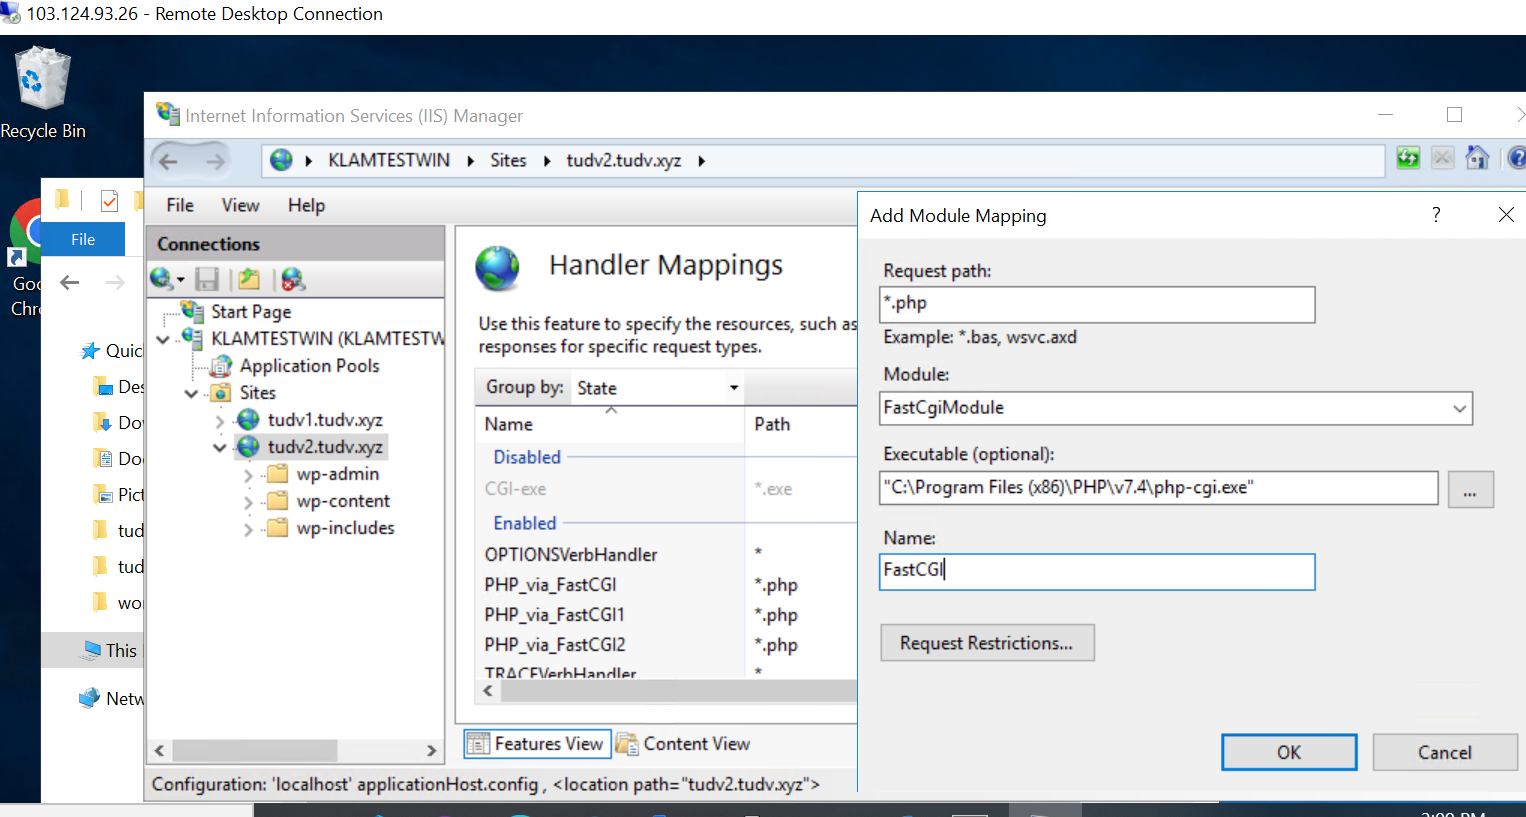 103.124.93.26 - Remote Desktop Connection
Recycle Bin
Internet Information Services (IIS) Manager
KLAMTESTWIN Sites tudv2.tudv.xyz
File View Help
File
Goo
Chr
Quic
Des
Dov
Doc
Pict
tud
tud
wo
This
Netw
Connections
Start Page
KLAMTESTWIN (KLAMTESTW
Application Pools
Sites
tudv1.tudv.xyz
tudv2.tudv.xyz
wp-admin
wp-content
wp-includes
Handler Mappings
Use this feature to specify the resources, such as
responses for specific request types.
Group by: State
Name Path
Disabled
CGI-exe *.exe
Enabled
OPTIONSVerbHandler *
PHP_via_FastCGI *.php
PHP_via_FastCGI1 *.php
PHP_via_FastCGI2 *.php
TRACEVerbHandler *
Features View Content View
Configuration: 'localhost' applicationHost.config , <location path="tudv2.tudv.xyz">
Add Module Mapping ?
Request path:
*.php
Example: *.bas, wsvc.axd
Module:
FastCgiModule
Executable (optional):
"C:\Program Files (x86)\PHP\v7.4\php-cgi.exe"
...
Name:
FastCGI
Request Restrictions...
OK Cancel